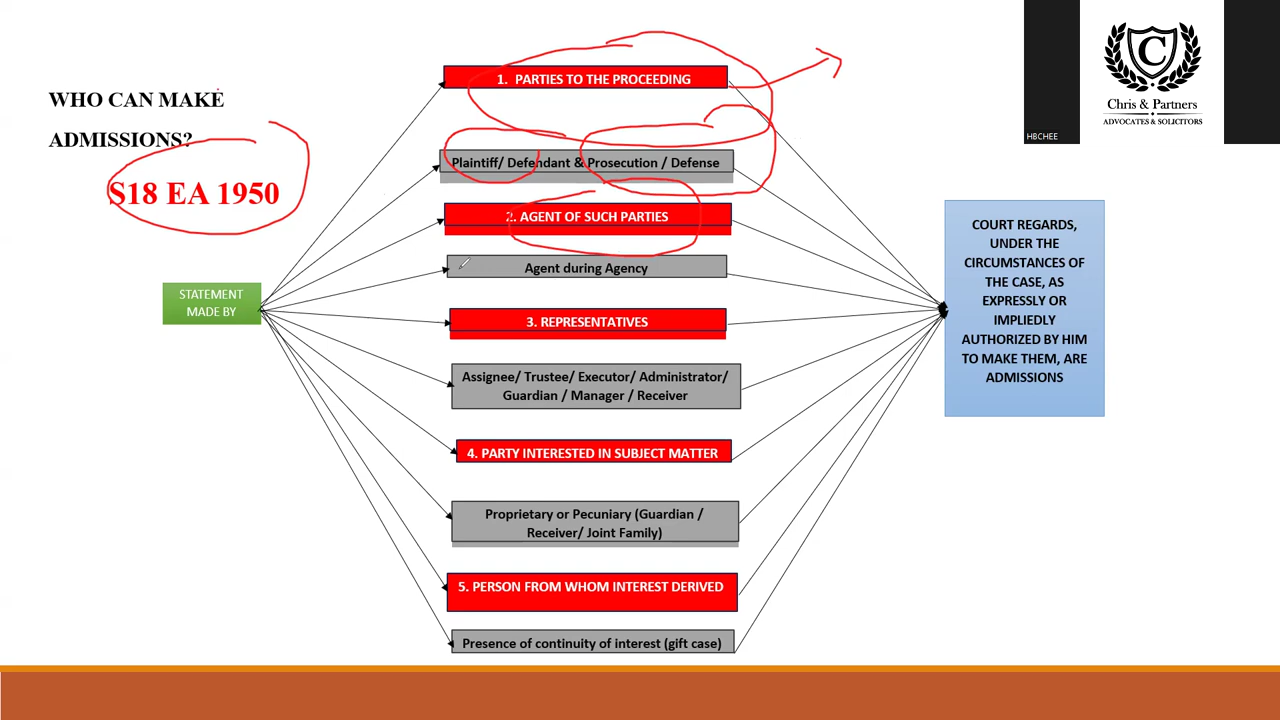 WHO CAN MAKE
ADMISSIONS?
S18 EA 1950
STATEMENT
MADE BY
1. PARTIES TO THE PROCEEDING
Plaintiff/ Defendant & Prosecution / Defense
2. AGENT OF SUCH PARTIES
Agent during Agency
3. REPRESENTATIVES
Assignee/ Trustee/ Executor/ Administrator/
Guardian / Manager / Receiver
4. PARTY INTERESTED IN SUBJECT MATTER
Proprietary or Pecuniary (Guardian /
Receiver/ Joint Family)
5. PERSON FROM WHOM INTEREST DERIVED
Presence of continuity of interest (gift case)
COURT REGARDS,
UNDER THE
CIRCUMSTANCES OF
THE CASE, AS
EXPRESSLY OR
IMPLIEDLY
AUTHORIZED BY HIM
TO MAKE THEM, ARE
ADMISSIONS
C
Chris & Partners
ADVOCATES & SOLICITORS
HBCHEE